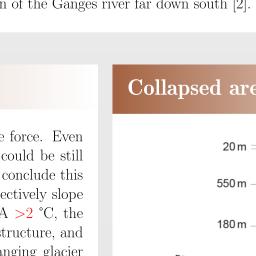 n of the Ganges river far down south [2].
e force. Even
could be still
conclude this
ectively slope
A >2 °C, the
structure, and
anging glacier
Collapsed are
20 m
550 m
180 m